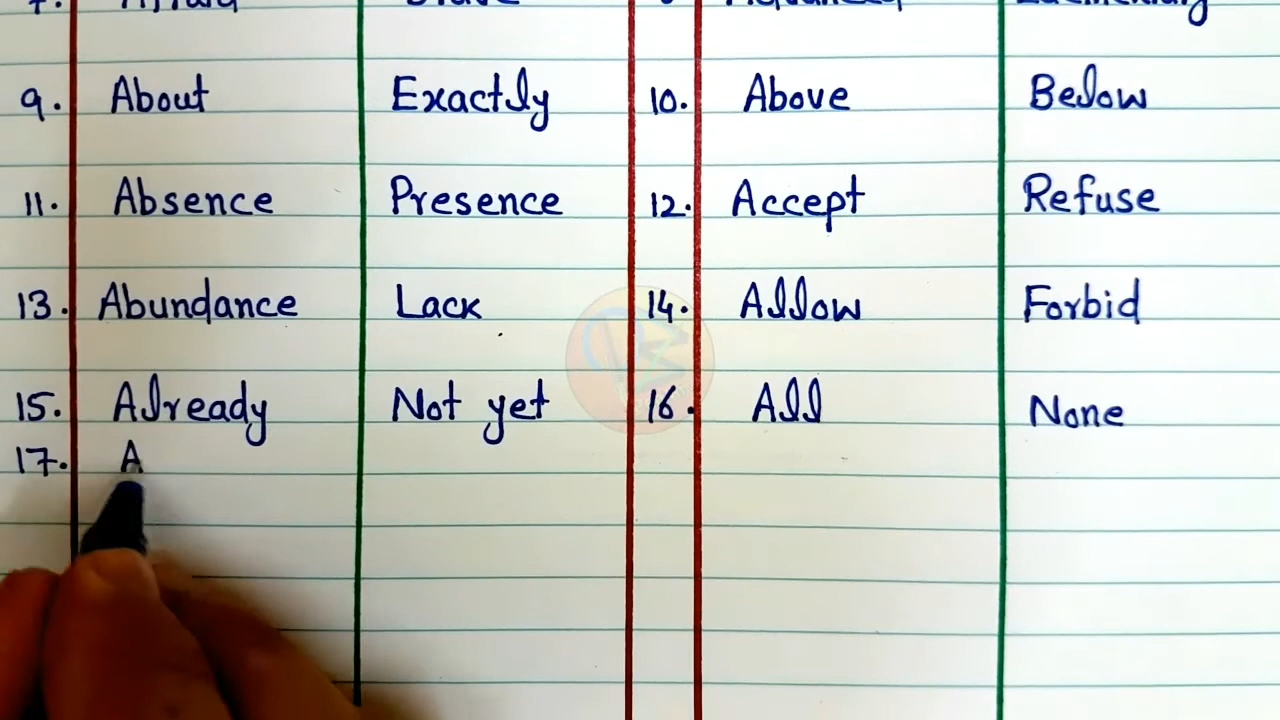 9. About Exactly 10. Above Below
11. Absence Presence 12. Accept Refuse
13. Abundance Lack 14. Allow Forbid
15. Already Not yet 16. All None
17. A